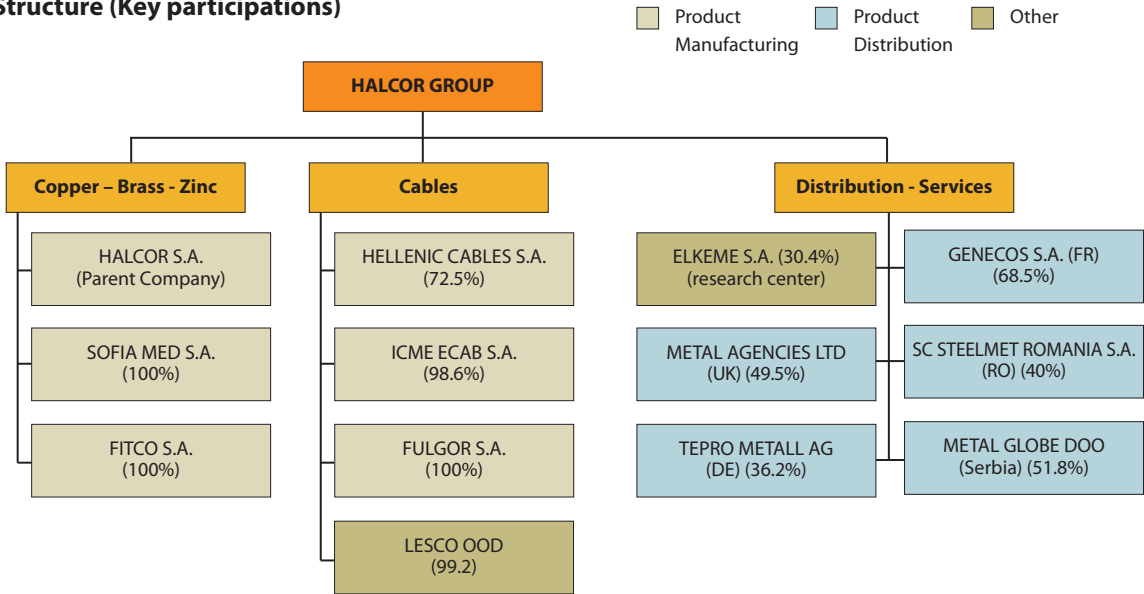 Structure (Key participations)
Product
Manufacturing
Product
Distribution
Other
HALCOR GROUP
Copper – Brass - Zinc
Cables
Distribution - Services
HALCOR S.A.
(Parent Company)
SOFIA MED S.A.
(100%)
FITCO S.A.
(100%)
HELLENIC CABLES S.A.
(72.5%)
ICME ECAB S.A.
(98.6%)
FULGOR S.A.
(100%)
LESCO OOD
(99.2)
ELKEME S.A. (30.4%)
(research center)
METAL AGENCIES LTD
(UK) (49.5%)
TEPRO METALL AG
(DE) (36.2%)
GENECOS S.A. (FR)
(68.5%)
SC STEELMET ROMANIA S.A.
(RO) (40%)
METAL GLOBE DOO
(Serbia) (51.8%)